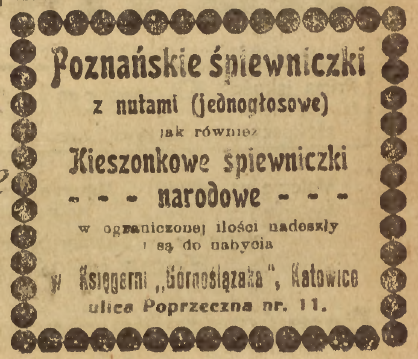 Poznańskie śpiewniczki
z nutami (jednogłosowe)
jak również
Kieszonkowe śpiewniczki
- - - narodowe - - -
w ograniczonej ilości nadeszły
i są do nabycia
w Księgarni „Górnoślązaka", Katowice
ulica Poprzeczna nr. 11.